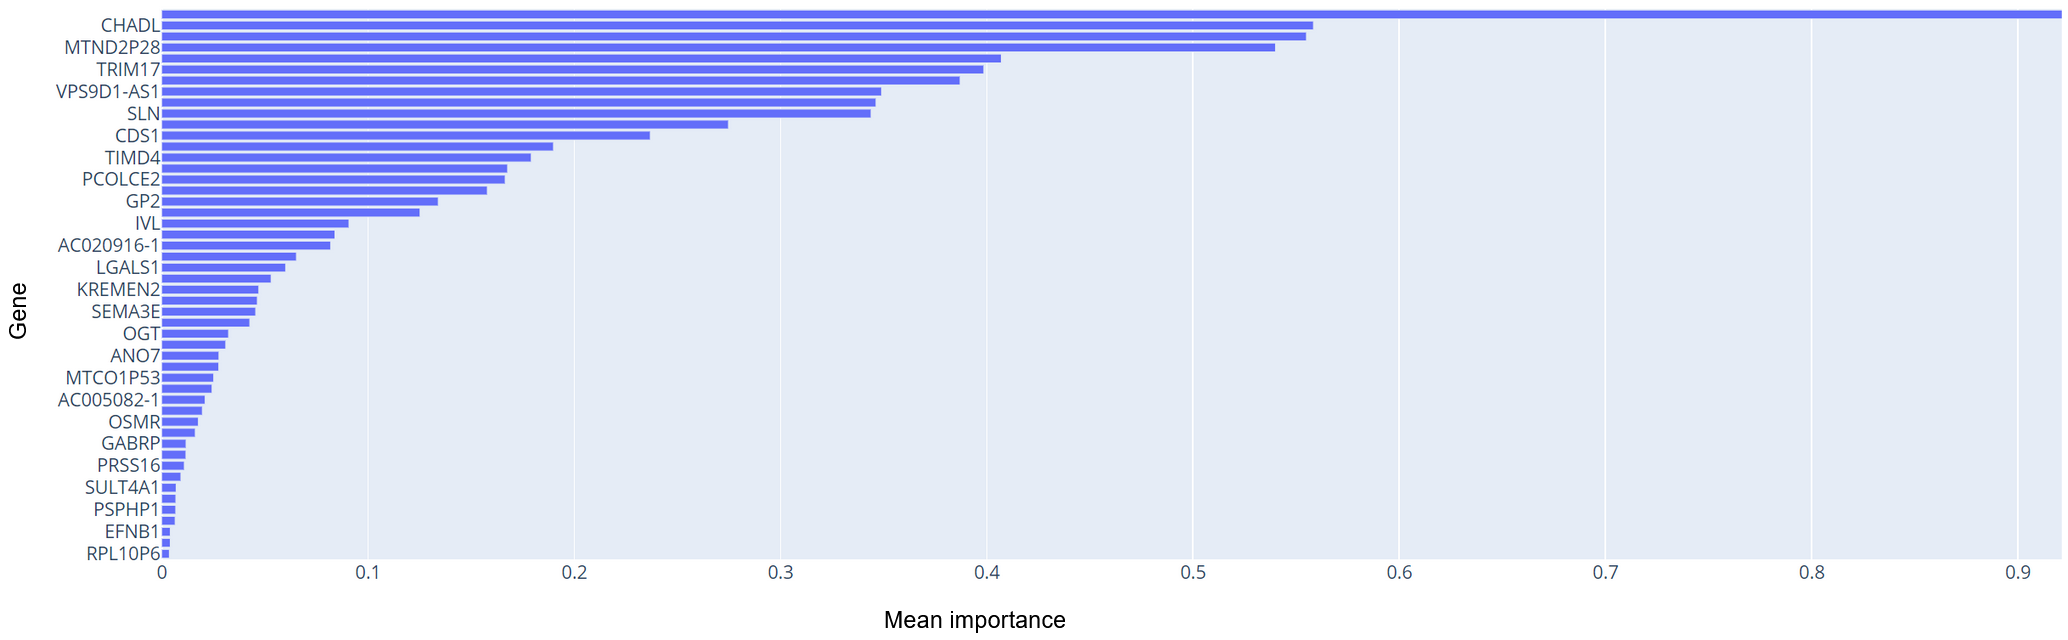 CHADL
MTND2P28
TRIM17
VPS9D1-AS1
SLN
CDS1
TIMD4
PCOLCE2
GP2
IVL
AC020916-1
LGALS1
KREMEN2
SEMA3E
OGT
ANO7
MTCO1P53
AC005082-1
OSMR
GABRP
PRSS16
SULT4A1
PSPHP1
EFNB1
RPL10P6
Gene
0 0.1 0.2 0.3 0.4 0.5 0.6 0.7 0.8 0.9
Mean importance